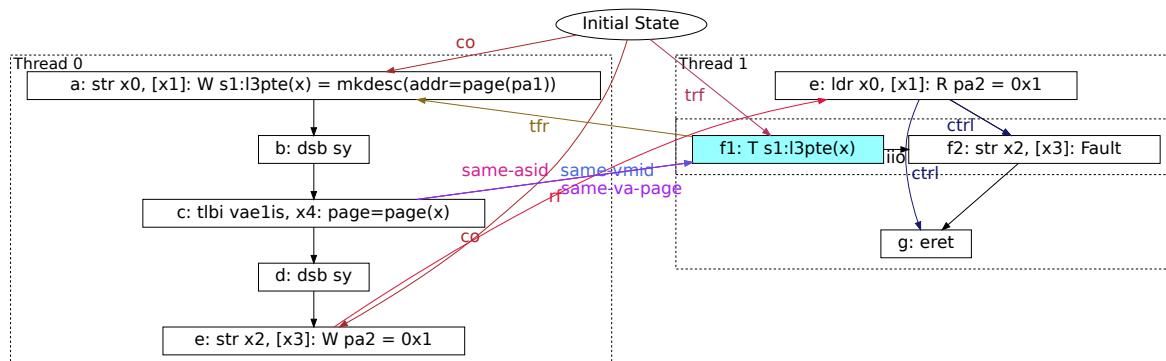 Initial State
Thread 0
Thread 1
co
a: str x0, [x1]: W s1:l3pte(x) = mkdesc(addr=page(pa1))
e: ldr x0, [x1]: R pa2 = 0x1
trf
tfr
ctrl
b: dsb sy
f1: T s1:l3pte(x)
iio
f2: str x2, [x3]: Fault
same-asid
same-vmid
ctrl
same-va-page
rf
c: tlbi vae1is, x4: page=page(x)
co
g: eret
d: dsb sy
e: str x2, [x3]: W pa2 = 0x1